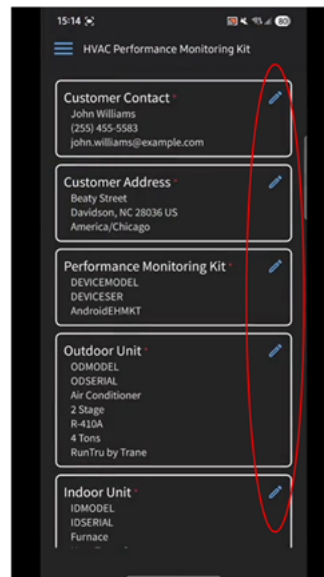 15:14
80
HVAC Performance Monitoring Kit
Customer Contact *
John Williams
(255) 455-5583
john.williams@example.com
Customer Address *
Beaty Street
Davidson, NC 28036 US
America/Chicago
Performance Monitoring Kit *
DEVICEMODEL
DEVICESER
AndroidEHMKT
Outdoor Unit *
ODMODEL
ODSERIAL
Air Conditioner
2 Stage
R-410A
4 Tons
RunTru by Trane
Indoor Unit *
IDMODEL
IDSERIAL
Furnace